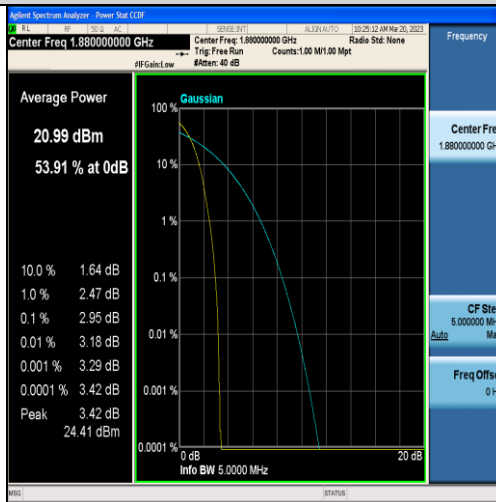 Agilent Spectrum Analyzer - Power Stat CCDF
RL RF 50 Ω AC SENSE:INT ALIGN AUTO 10:25:12 AM Mar 20, 2023
Center Freq 1.880000000 GHz
Center Freq: 1.880000000 GHz Radio Std: None
Trig: Free Run Counts:1.00 M/1.00 Mpt
#IFGain:Low #Atten: 40 dB
Frequency
Average Power
20.99 dBm
53.91 % at 0dB
10.0 % 1.64 dB
1.0 % 2.47 dB
0.1 % 2.95 dB
0.01 % 3.18 dB
0.001 % 3.29 dB
0.0001 % 3.42 dB
Peak 3.42 dB
24.41 dBm
Gaussian
100 %
10 %
1 %
0.1 %
0.01 %
0.001 %
0.0001 %
0 dB 20 dB
Info BW 5.0000 MHz
Center Fre
1.880000000 GH
CF Ste
5.000000 MH
Auto Ma
Freq Offs
0 H
MSG STATUS